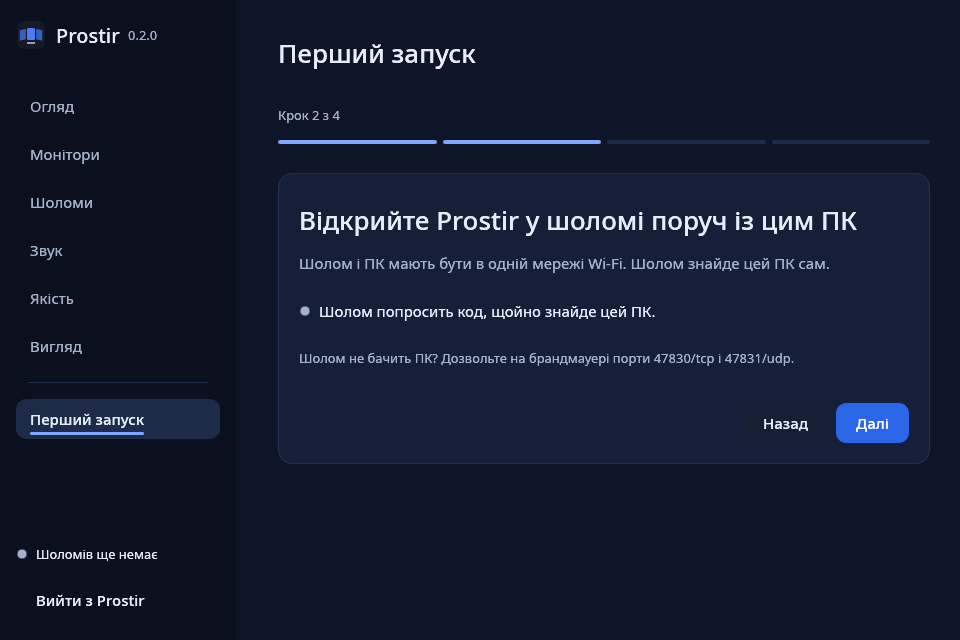 Prostir 0.2.0
Огляд
Монітори
Шоломи
Звук
Якість
Вигляд
Перший запуск
Шоломів ще немає
Вийти з Prostir
Перший запуск
Крок 2 з 4
Відкрийте Prostir у шоломі поруч із цим ПК
Шолом і ПК мають бути в одній мережі Wi-Fi. Шолом знайде цей ПК сам.
Шолом попросить код, щойно знайде цей ПК.
Шолом не бачить ПК? Дозвольте на брандмауері порти 47830/tcp і 47831/udp.
Назад
Далі